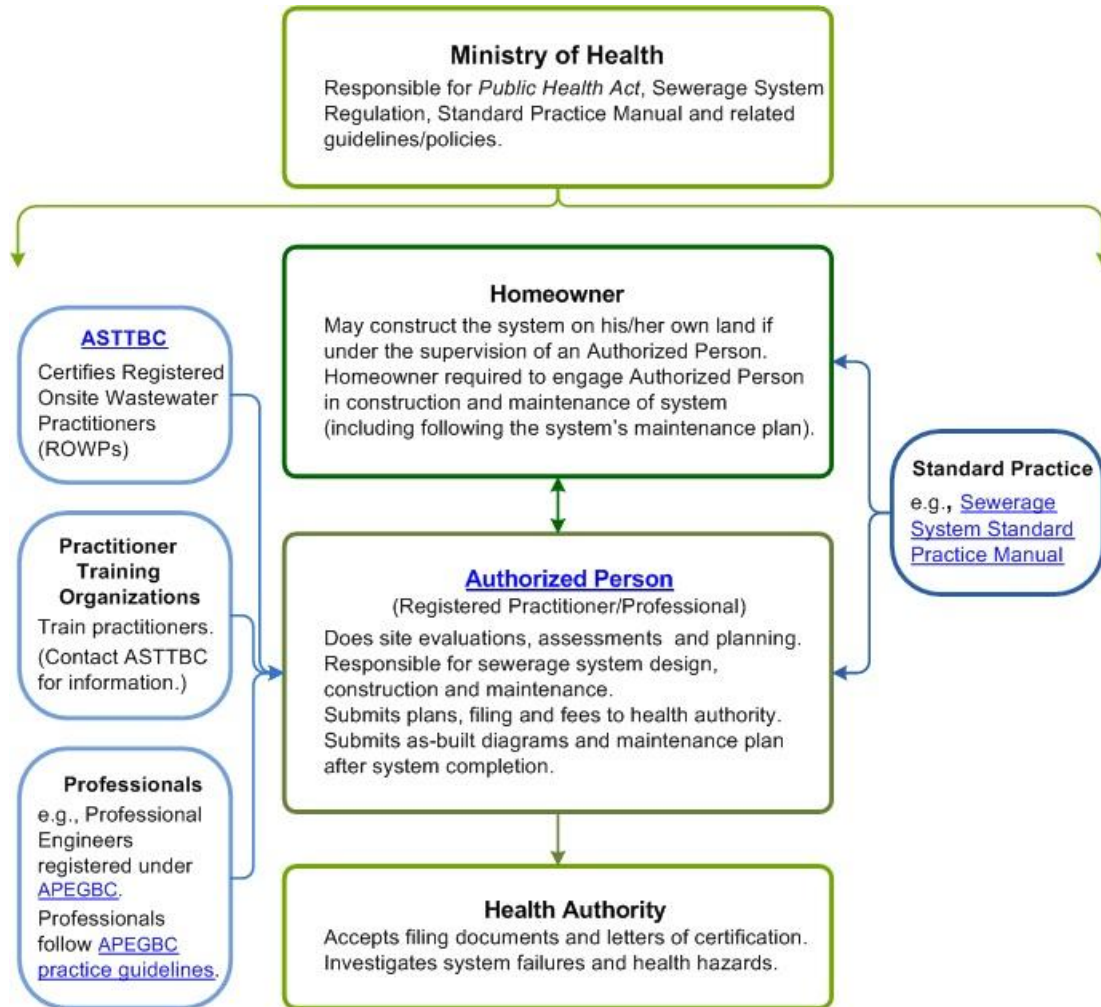 Ministry of Health
Responsible for Public Health Act, Sewerage System
Regulation, Standard Practice Manual and related
guidelines/policies.
Homeowner
May construct the system on his/her own land if
under the supervision of an Authorized Person.
Homeowner required to engage Authorized Person
in construction and maintenance of system
(including following the system's maintenance plan).
ASTTBC
Certifies Registered
Onsite Wastewater
Practitioners
(ROWPs)
Standard Practice
e.g., Sewerage
System Standard
Practice Manual
Practitioner
Training
Organizations
Train practitioners.
(Contact ASTTBC
for information.)
Authorized Person
(Registered Practitioner/Professional)
Does site evaluations, assessments and planning.
Responsible for sewerage system design,
construction and maintenance.
Submits plans, filing and fees to health authority.
Submits as-built diagrams and maintenance plan
after system completion.
Professionals
e.g., Professional
Engineers
registered under
APEGBC.
Professionals
follow APEGBC
practice guidelines.
Health Authority
Accepts filing documents and letters of certification.
Investigates system failures and health hazards.